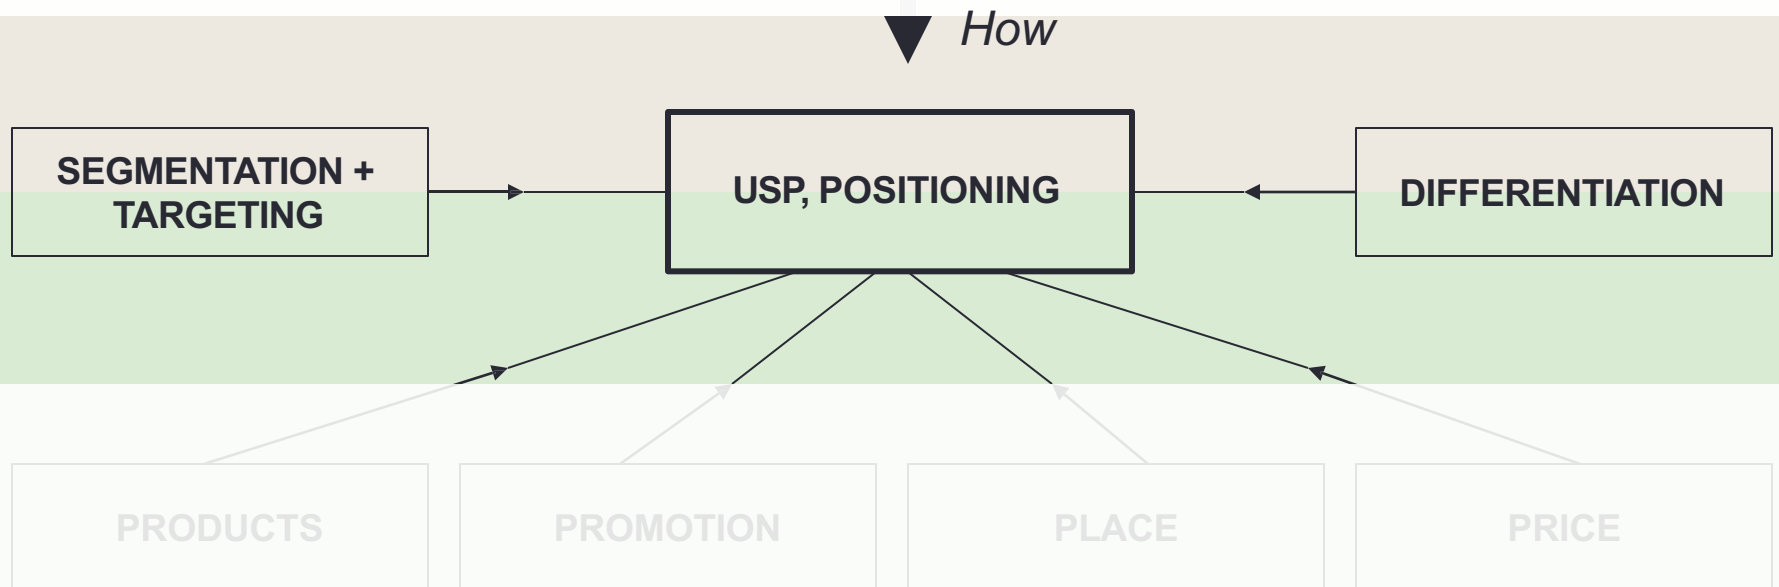 How
SEGMENTATION +
TARGETING
USP, POSITIONING
DIFFERENTIATION
PRODUCTS
PROMOTION
PLACE
PRICE